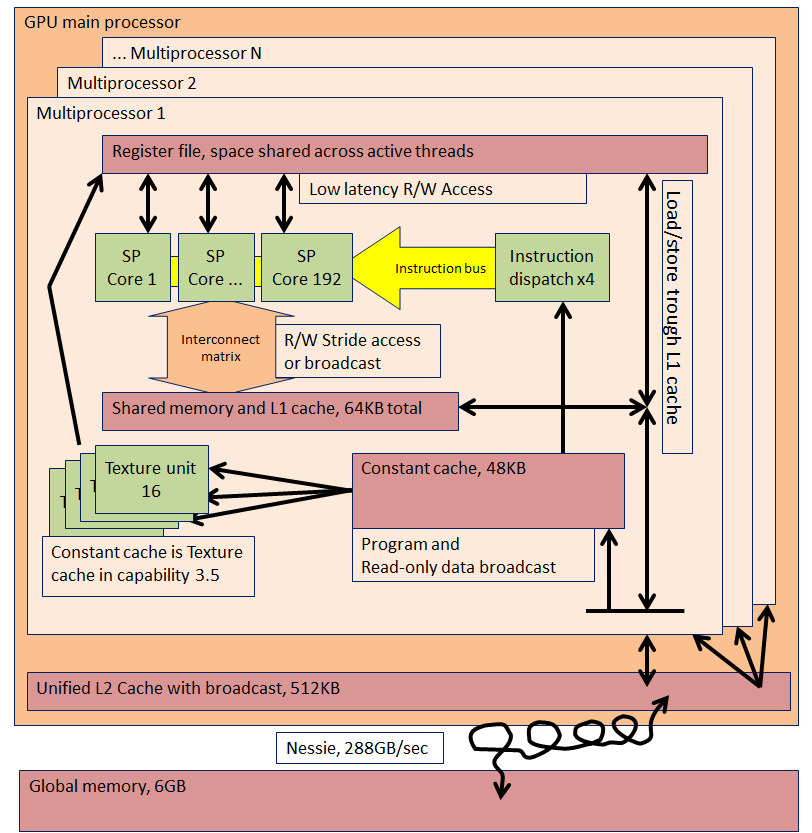 GPU main processor
... Multiprocessor N
Multiprocessor 2
Multiprocessor 1
Register file, space shared across active threads
Low latency R/W Access
Load/store trough L1 cache
SP
Core 1
SP
Core ...
SP
Core 192
Instruction bus
Instruction
dispatch x4
Interconnect
matrix
R/W Stride access
or broadcast
Shared memory and L1 cache, 64KB total
T
T
T
Texture unit
16
Constant cache, 48KB
Constant cache is Texture
cache in capability 3.5
Program and
Read-only data broadcast
Unified L2 Cache with broadcast, 512KB
Nessie, 288GB/sec
Global memory, 6GB